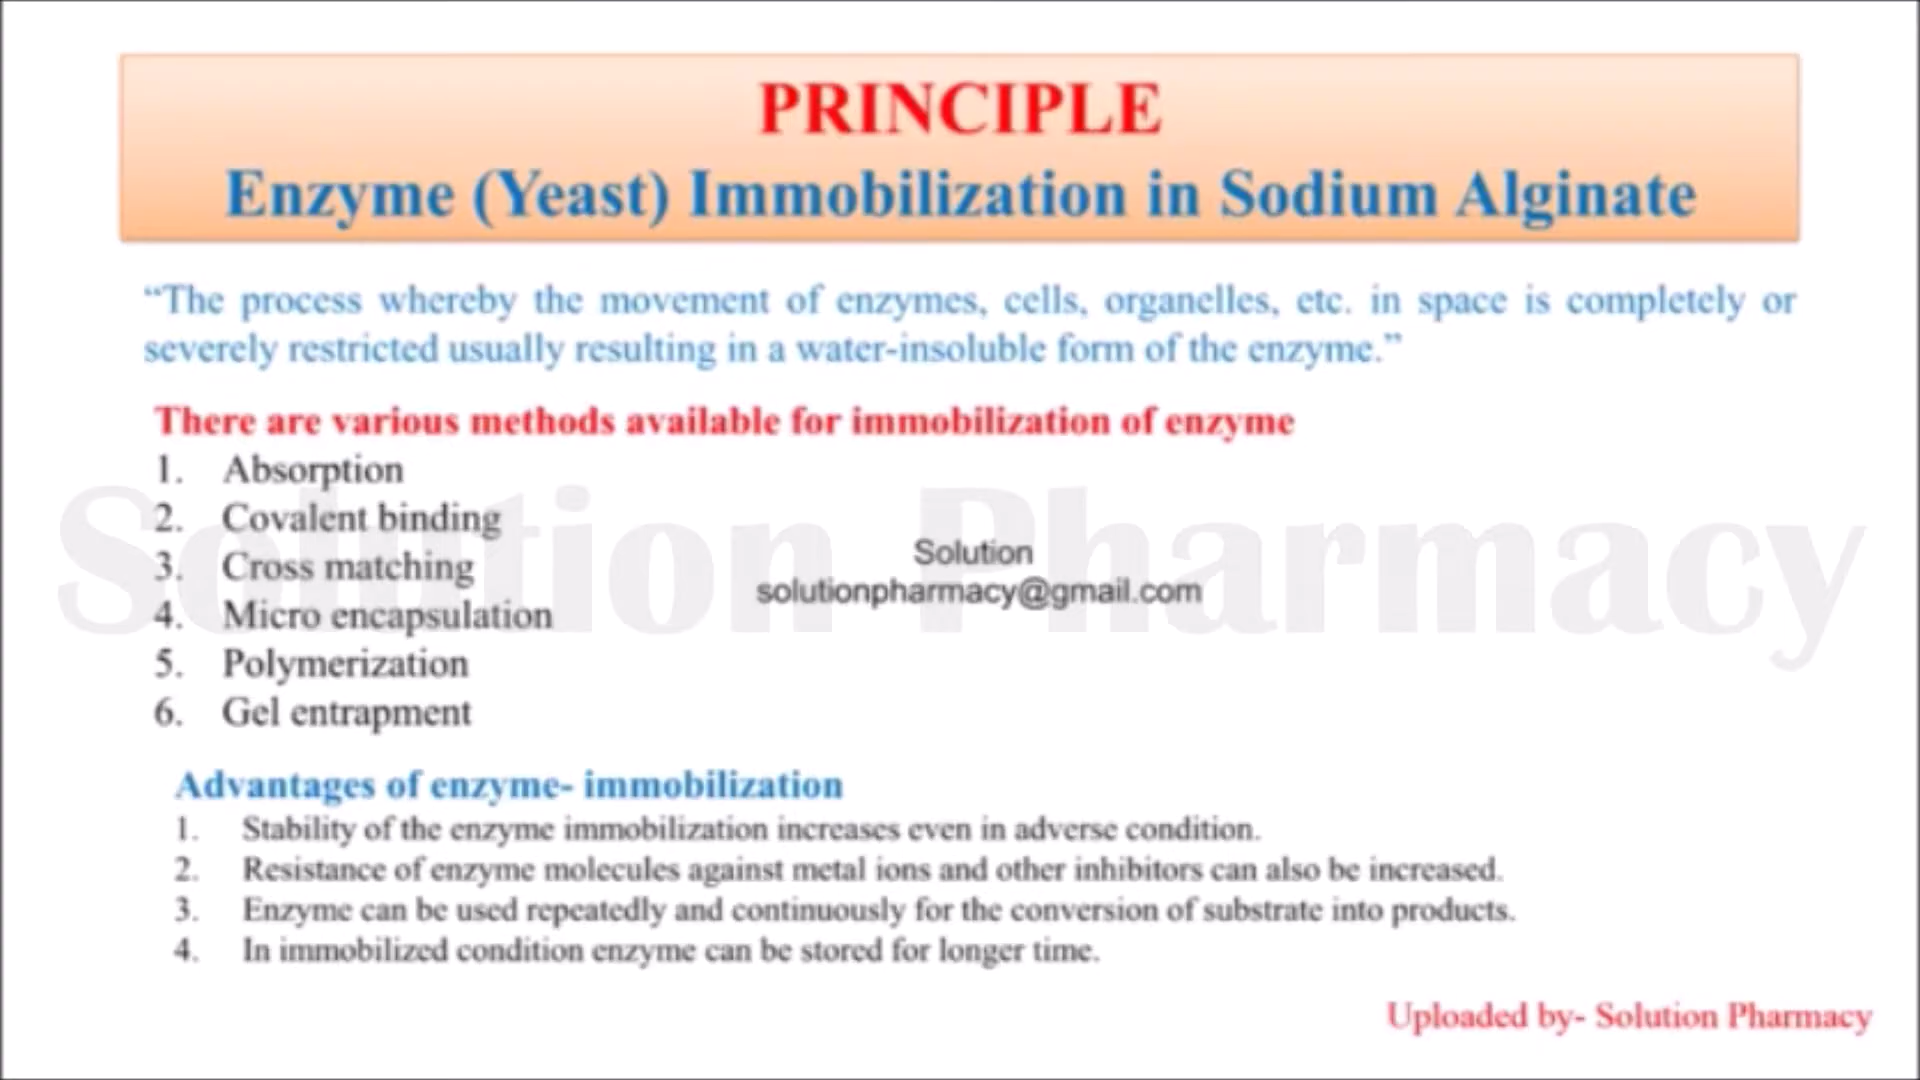 PRINCIPLE
Enzyme (Yeast) Immobilization in Sodium Alginate
“The process whereby the movement of enzymes, cells, organelles, etc. in space is completely or
severely restricted usually resulting in a water-insoluble form of the enzyme.”
There are various methods available for immobilization of enzyme
1. Absorption
2. Covalent binding
3. Cross matching
4. Micro encapsulation
5. Polymerization
6. Gel entrapment
Solution Pharmacy
Solution
solutionpharmacy@gmail.com
Advantages of enzyme- immobilization
1. Stability of the enzyme immobilization increases even in adverse condition.
2. Resistance of enzyme molecules against metal ions and other inhibitors can also be increased.
3. Enzyme can be used repeatedly and continuously for the conversion of substrate into products.
4. In immobilized condition enzyme can be stored for longer time.
Uploaded by- Solution Pharmacy